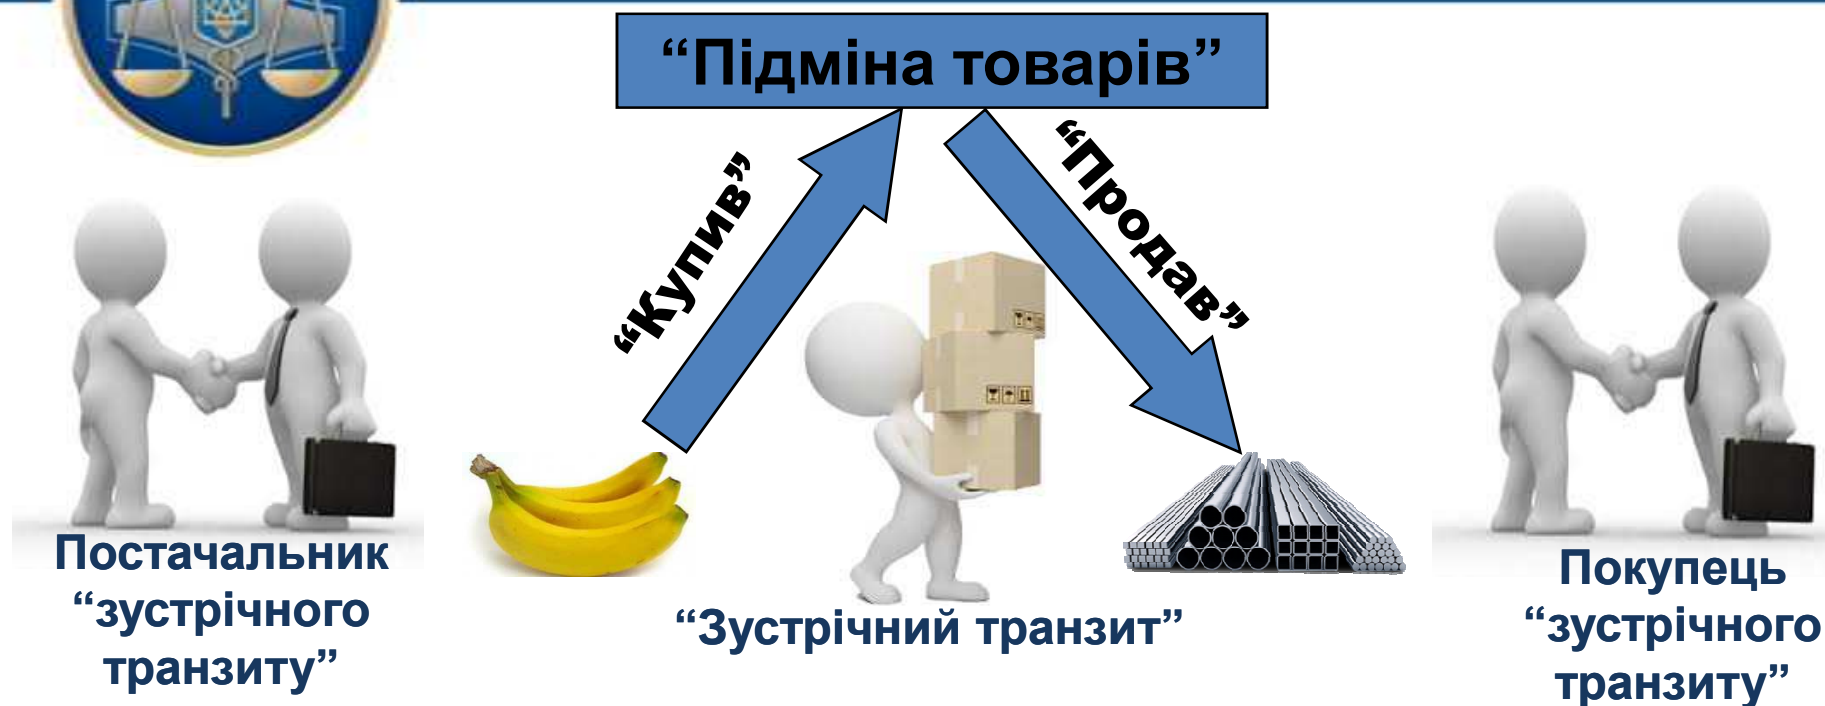 “Підміна товарів”
“Купив”
“Продав”
Постачальник
“зустрічного
транзиту”
“Зустрічний транзит”
Покупець
“зустрічного
транзиту”